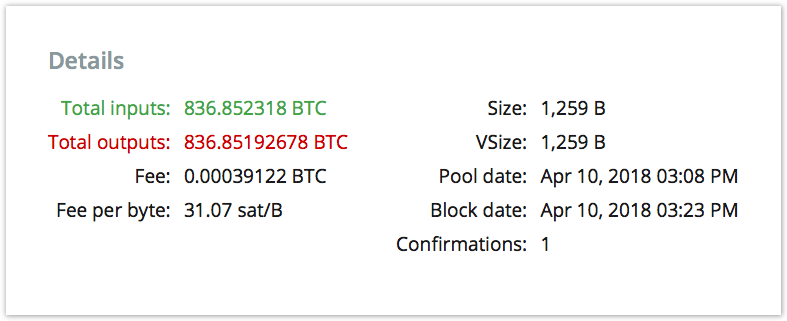 Details
Total inputs: 836.852318 BTC
Total outputs: 836.85192678 BTC
Fee: 0.00039122 BTC
Fee per byte: 31.07 sat/B
Size: 1,259 B
VSize: 1,259 B
Pool date: Apr 10, 2018 03:08 PM
Block date: Apr 10, 2018 03:23 PM
Confirmations: 1